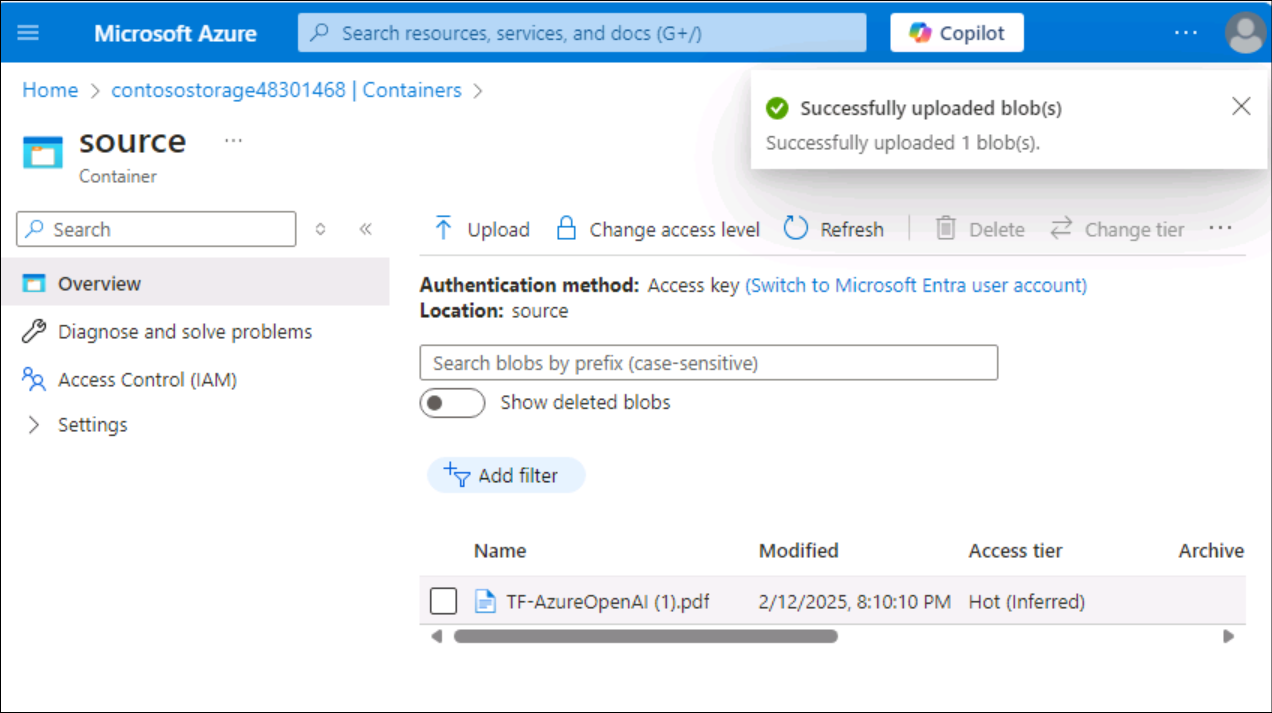 Microsoft Azure
Search resources, services, and docs (G+/)
Copilot
...
Home > contosostorage48301468 | Containers >
Successfully uploaded blob(s)
Successfully uploaded 1 blob(s).
source ...
Container
Search
Upload Change access level Refresh Delete Change tier ...
Overview
Diagnose and solve problems
Access Control (IAM)
Settings
Authentication method: Access key (Switch to Microsoft Entra user account)
Location: source
Search blobs by prefix (case-sensitive)
Show deleted blobs
Add filter
Name Modified Access tier Archive
TF-AzureOpenAI (1).pdf 2/12/2025, 8:10:10 PM Hot (Inferred)